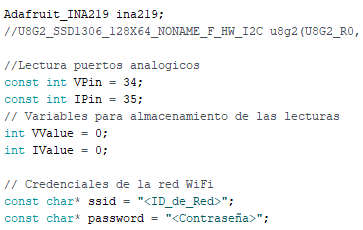 Adafruit_INA219 ina219;
//U8G2_SSD1306_128X64_NONAME_F_HW_I2C u8g2(U8G2_R0,
//Lectura puertos analogicos
const int VPin = 34;
const int IPin = 35;
// Variables para almacenamiento de las lecturas
int VValue = 0;
int IValue = 0;
// Credenciales de la red WiFi
const char* ssid = "<ID_de_Red>";
const char* password = "<Contraseña>";